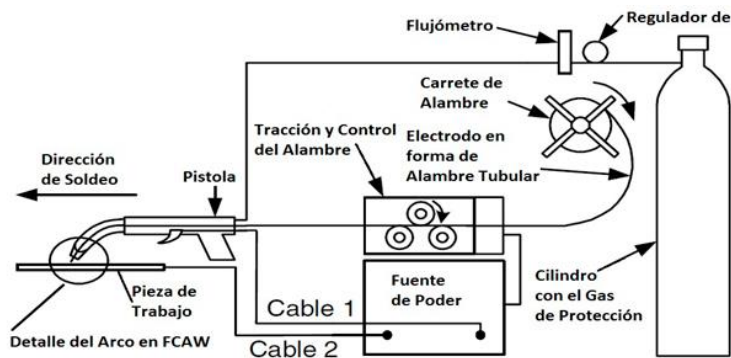 Flujómetro
Regulador de
Carrete de
Alambre
Tracción y Control
del Alambre
Electrodo en
forma de
Alambre Tubular
Dirección
de Soldeo
Pistola
Fuente
de Poder
Cilindro
con el Gas
de Protección
Pieza de
Trabajo
Cable 1
Detalle del Arco en FCAW
Cable 2